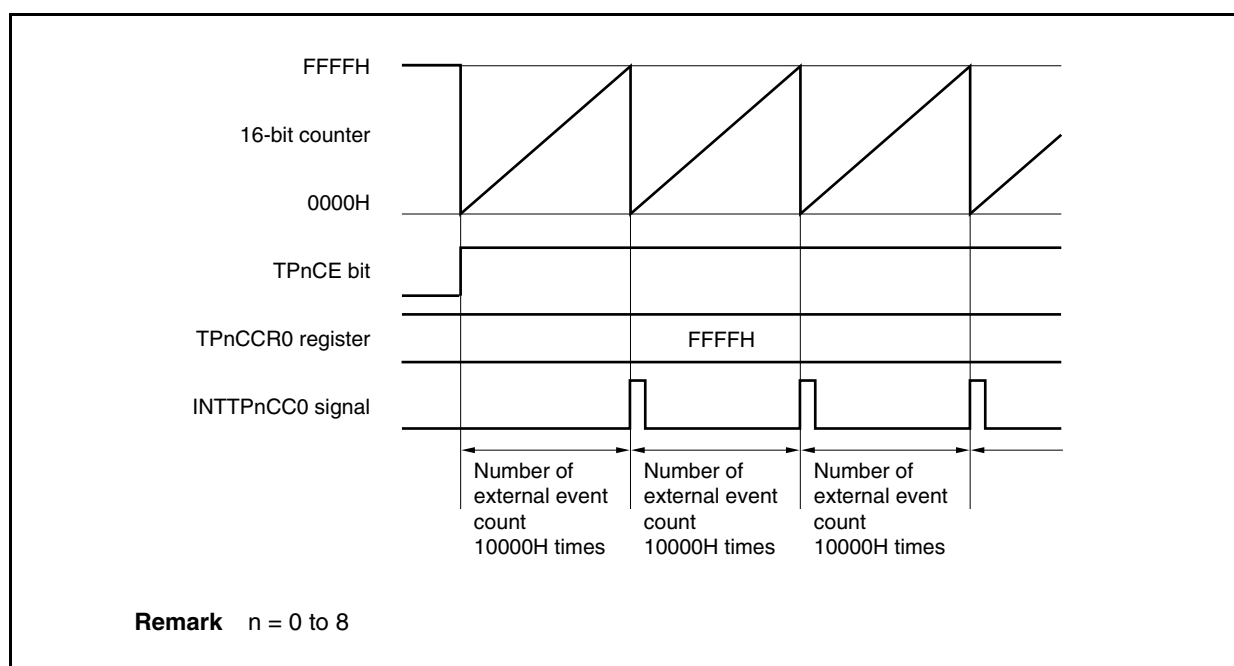 FFFFH
16-bit counter
0000H
TPnCE bit
TPnCCR0 register
FFFFH
INTTPnCC0 signal
Number of
external event
count
10000H times
Number of
external event
count
10000H times
Number of
external event
count
10000H times
Remark n = 0 to 8